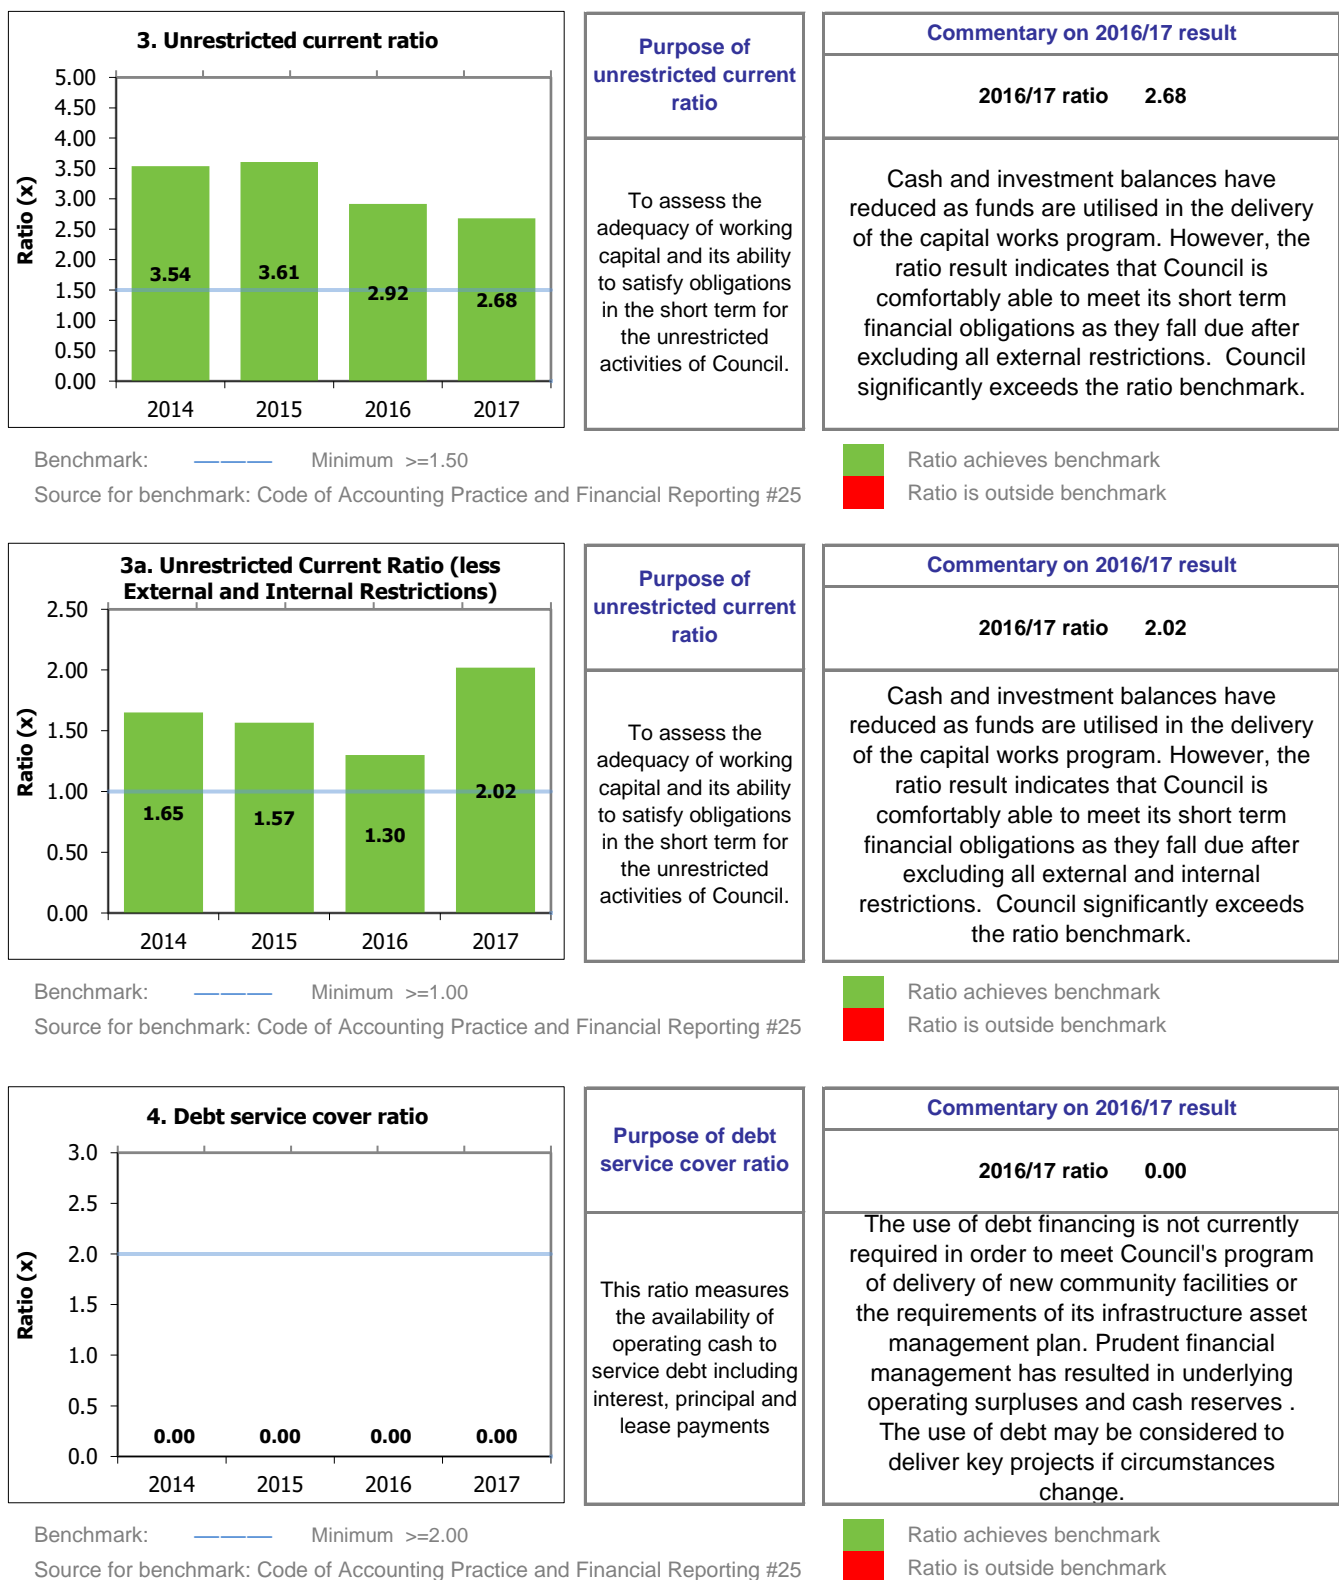 3. Unrestricted current ratio
5.00
4.50
4.00
3.50
3.00
2.50
2.00
1.50
1.00
0.50
0.00
Ratio (x)
3.54
3.61
2.92
2.68
2014
2015
2016
2017
Purpose of
unrestricted current
ratio
To assess the
adequacy of working
capital and its ability
to satisfy obligations
in the short term for
the unrestricted
activities of Council.
Commentary on 2016/17 result
2016/17 ratio 2.68
Cash and investment balances have
reduced as funds are utilised in the delivery
of the capital works program. However, the
ratio result indicates that Council is
comfortably able to meet its short term
financial obligations as they fall due after
excluding all external restrictions. Council
significantly exceeds the ratio benchmark.
Benchmark: Minimum >=1.50
Source for benchmark: Code of Accounting Practice and Financial Reporting #25
Ratio achieves benchmark
Ratio is outside benchmark
3a. Unrestricted Current Ratio (less
External and Internal Restrictions)
2.50
2.00
1.50
1.00
0.50
0.00
Ratio (x)
1.65
1.57
1.30
2.02
2014
2015
2016
2017
Purpose of
unrestricted current
ratio
To assess the
adequacy of working
capital and its ability
to satisfy obligations
in the short term for
the unrestricted
activities of Council.
Commentary on 2016/17 result
2016/17 ratio 2.02
Cash and investment balances have
reduced as funds are utilised in the delivery
of the capital works program. However, the
ratio result indicates that Council is
comfortably able to meet its short term
financial obligations as they fall due after
excluding all external and internal
restrictions. Council significantly exceeds
the ratio benchmark.
Benchmark: Minimum >=1.00
Source for benchmark: Code of Accounting Practice and Financial Reporting #25
Ratio achieves benchmark
Ratio is outside benchmark
4. Debt service cover ratio
3.0
2.5
2.0
1.5
1.0
0.5
0.0
Ratio (x)
0.00
0.00
0.00
0.00
2014
2015
2016
2017
Purpose of debt
service cover ratio
This ratio measures
the availability of
operating cash to
service debt including
interest, principal and
lease payments
Commentary on 2016/17 result
2016/17 ratio 0.00
The use of debt financing is not currently
required in order to meet Council's program
of delivery of new community facilities or
the requirements of its infrastructure asset
management plan. Prudent financial
management has resulted in underlying
operating surpluses and cash reserves .
The use of debt may be considered to
deliver key projects if circumstances
change.
Benchmark: Minimum >=2.00
Source for benchmark: Code of Accounting Practice and Financial Reporting #25
Ratio achieves benchmark
Ratio is outside benchmark